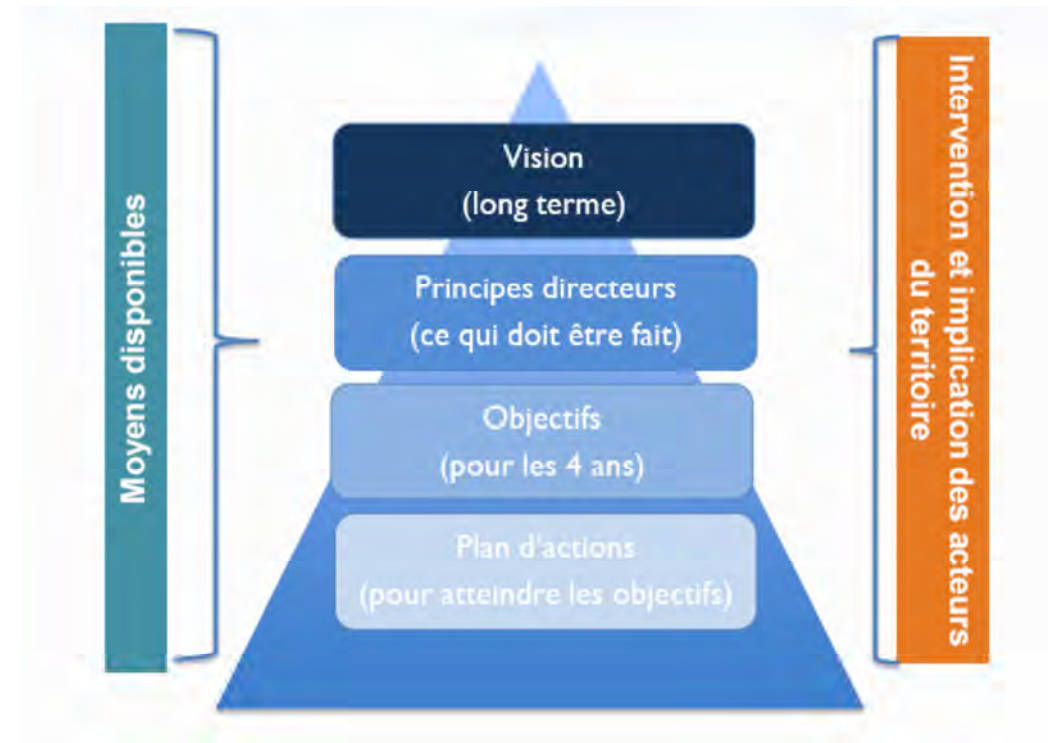 Moyens disponibles
Vision
(long terme)
Principes directeurs
(ce qui doit être fait)
Objectifs
(pour les 4 ans)
Plan d'actions
(pour atteindre les objectifs)
Intervention et implication des acteurs
du territoire